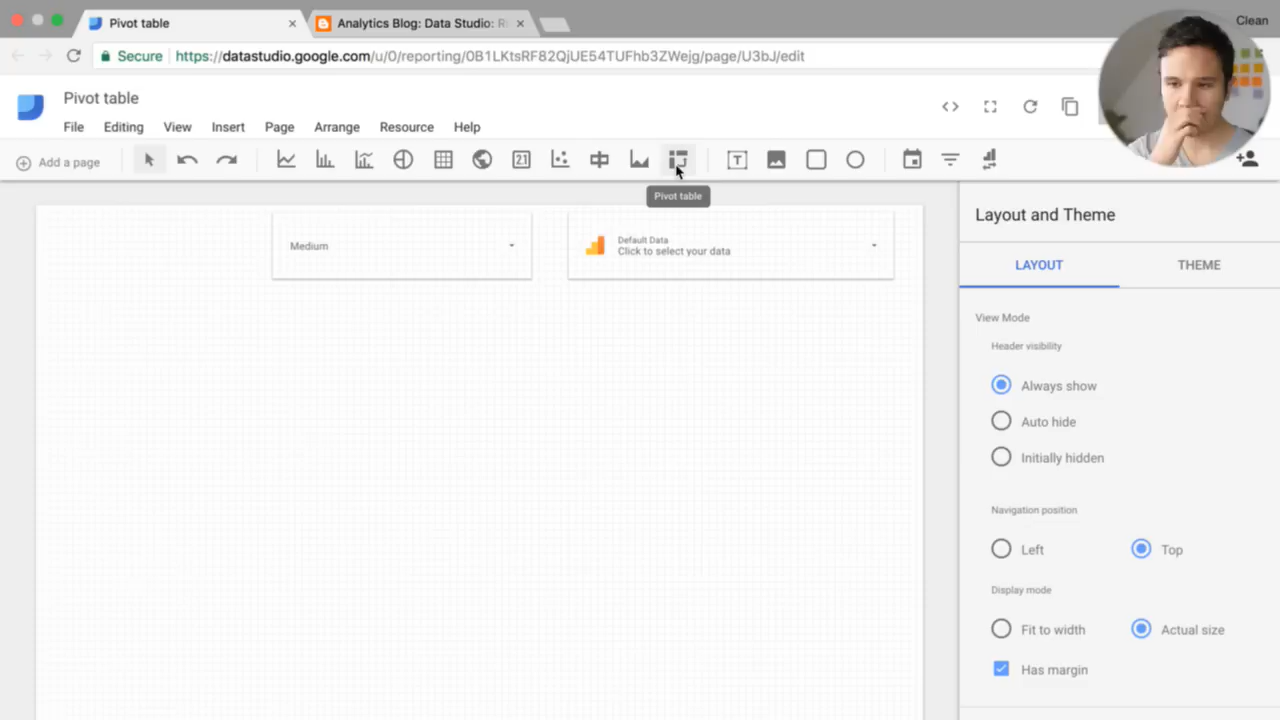 Pivot table
Analytics Blog: Data Studio: R
Clean
Secure https://datastudio.google.com/u/0/reporting/0B1LKtsRF82QjUE54TUFhb3ZWejg/page/U3bJ/edit
Pivot table
File Editing View Insert Page Arrange Resource Help
Add a page
21
T
Pivot table
Medium
Default Data
Click to select your data
Layout and Theme
LAYOUT THEME
View Mode
Header visibility
Always show
Auto hide
Initially hidden
Navigation position
Left Top
Display mode
Fit to width Actual size
Has margin